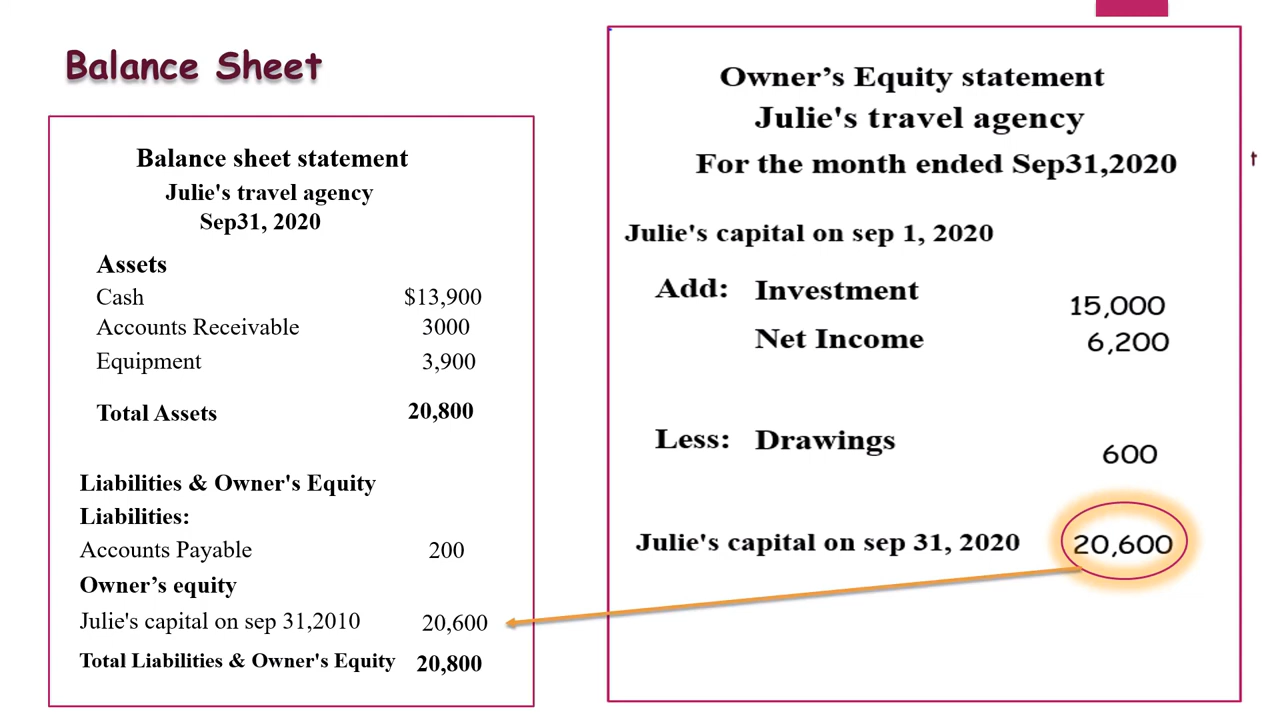 Balance Sheet
Balance sheet statement
Julie's travel agency
Sep31, 2020
Assets
Cash $13,900
Accounts Receivable 3000
Equipment 3,900
Total Assets 20,800
Liabilities & Owner's Equity
Liabilities:
Accounts Payable 200
Owner’s equity
Julie's capital on sep 31,2010 20,600
Total Liabilities & Owner's Equity 20,800
Owner’s Equity statement
Julie's travel agency
For the month ended Sep31,2020
Julie's capital on sep 1, 2020
Add: Investment 15,000
Net Income 6,200
Less: Drawings 600
Julie's capital on sep 31, 2020 20,600
t